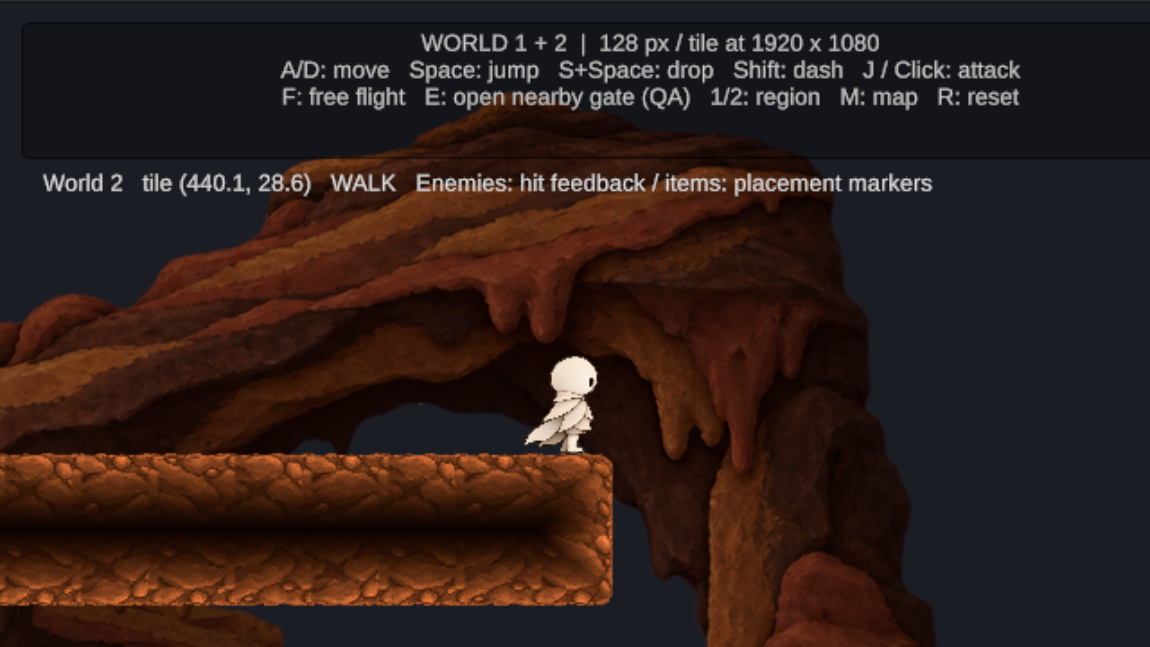 WORLD 1 + 2 | 128 px / tile at 1920 x 1080
A/D: move Space: jump S+Space: drop Shift: dash J / Click: attack
F: free flight E: open nearby gate (QA) 1/2: region M: map R: reset
World 2 tile (440.1, 28.6) WALK Enemies: hit feedback / items: placement markers